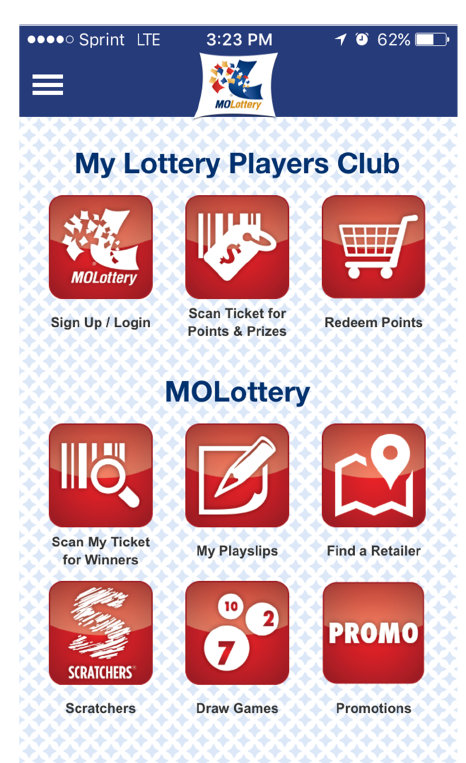 Sprint LTE 3:23 PM 62%
MOLottery
My Lottery Players Club
MOLottery
Sign Up / Login
$
Scan Ticket for
Points & Prizes
Redeem Points
MOLottery
Scan My Ticket
for Winners
My Playslips
Find a Retailer
S
SCRATCHERS®
Scratchers
10
2
7
Draw Games
PROMO
Promotions